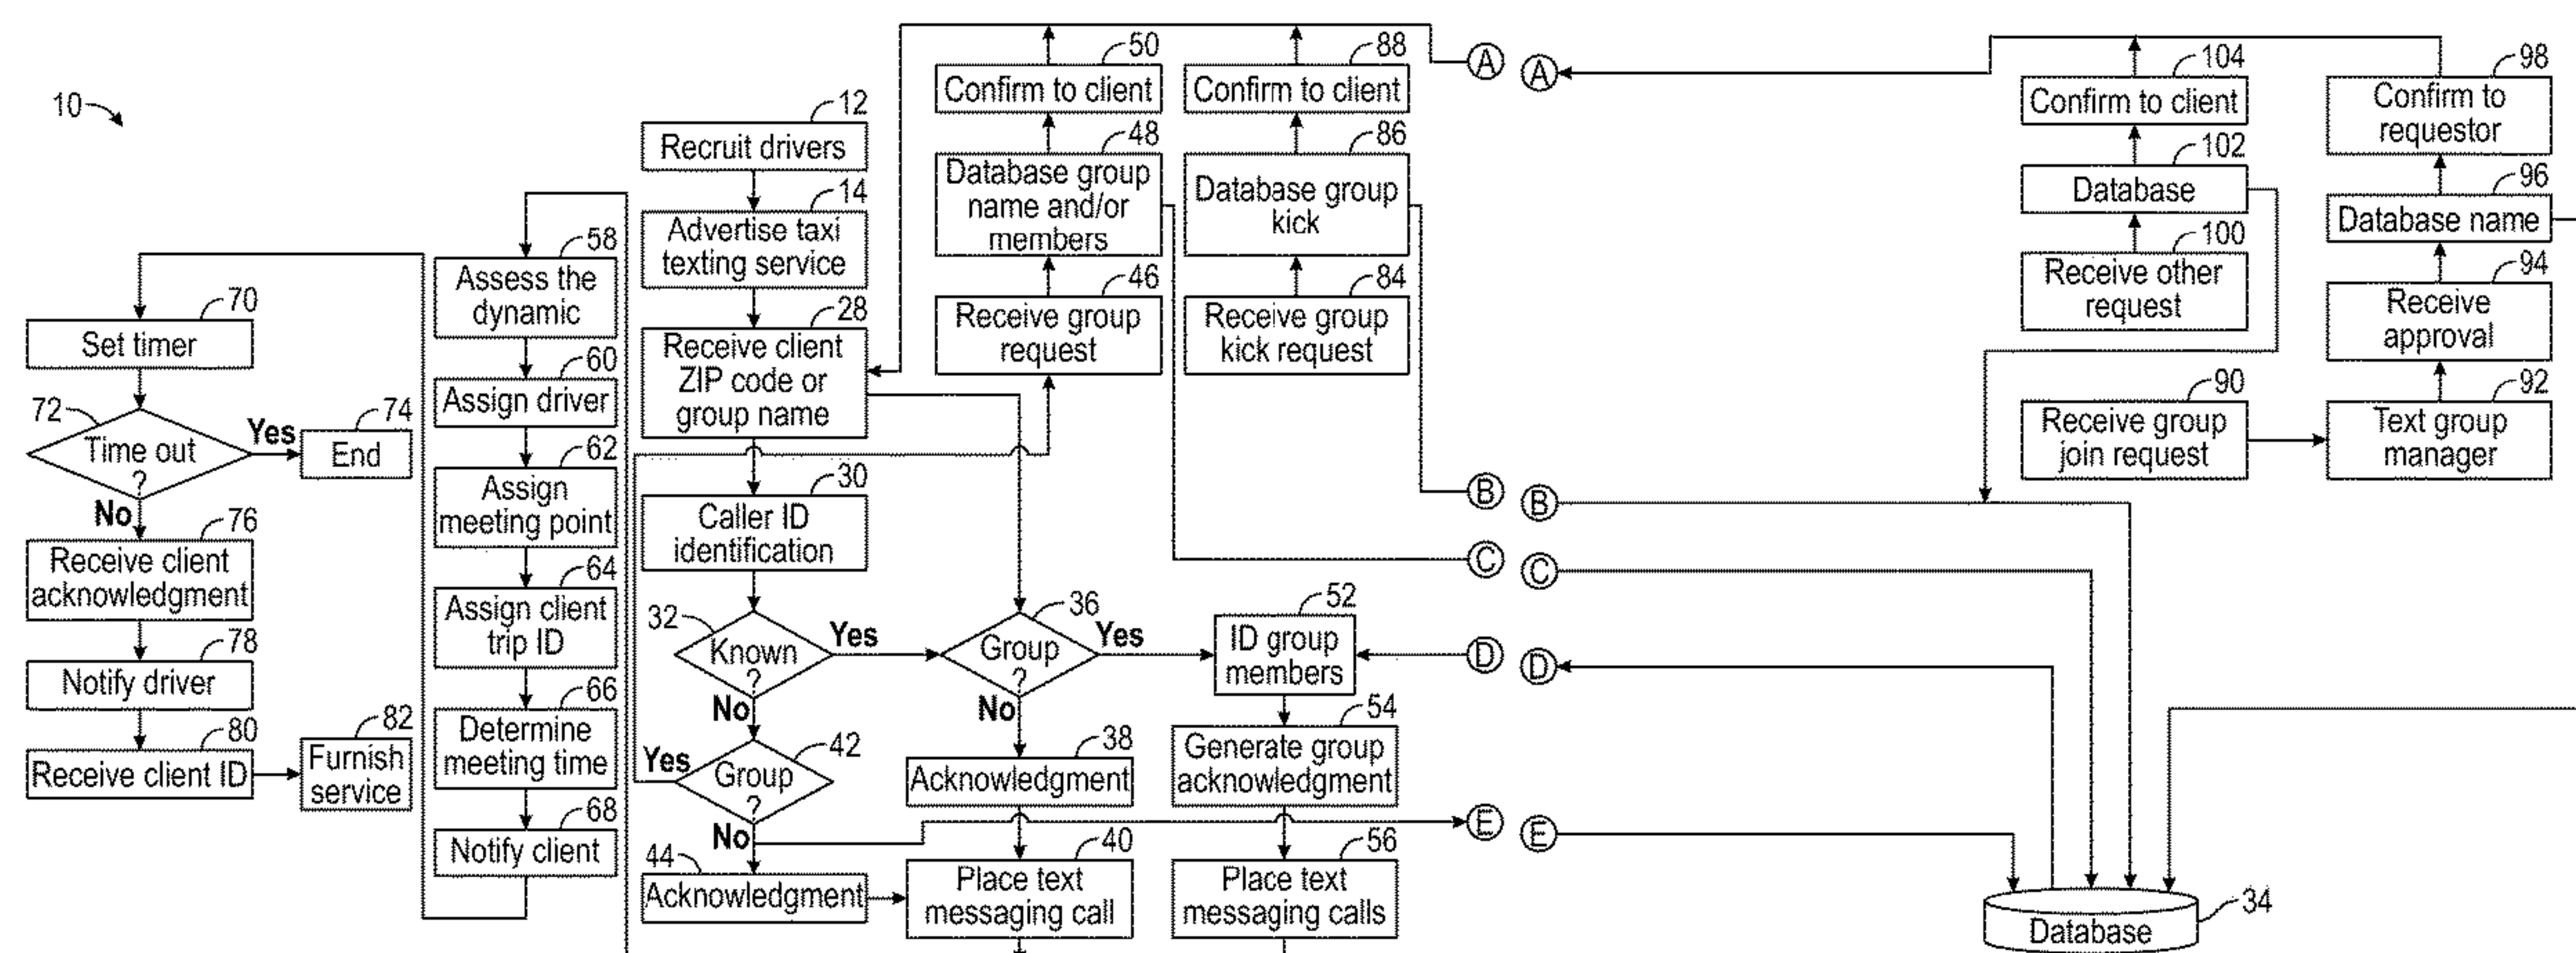 10
70
Set timer
72
Time out
?
Yes
74
End
No
76
Receive client
acknowledgment
78
Notify driver
80
Receive client ID
82
Furnish
service
58
Assess the
dynamic
60
Assign driver
62
Assign
meeting point
64
Assign client
trip ID
66
Determine
meeting time
68
Notify client
12
Recruit drivers
14
Advertise taxi
texting service
28
Receive client
ZIP code or
group name
30
Caller ID
identification
32
Known
?
Yes
No
42
Group
?
Yes
No
44
Acknowledgment
50
Confirm to client
48
Database group
name and/or
members
46
Receive group
request
36
Group
?
Yes
No
38
Acknowledgment
40
Place text
messaging call
88
Confirm to client
86
Database group
kick
84
Receive group
kick request
52
ID group
members
54
Generate group
acknowledgment
56
Place text
messaging calls
A
B
C
D
E
A
B
C
D
E
104
Confirm to client
102
Database
100
Receive other
request
90
Receive group
join request
98
Confirm to
requestor
96
Database name
94
Receive
approval
92
Text group
manager
34
Database